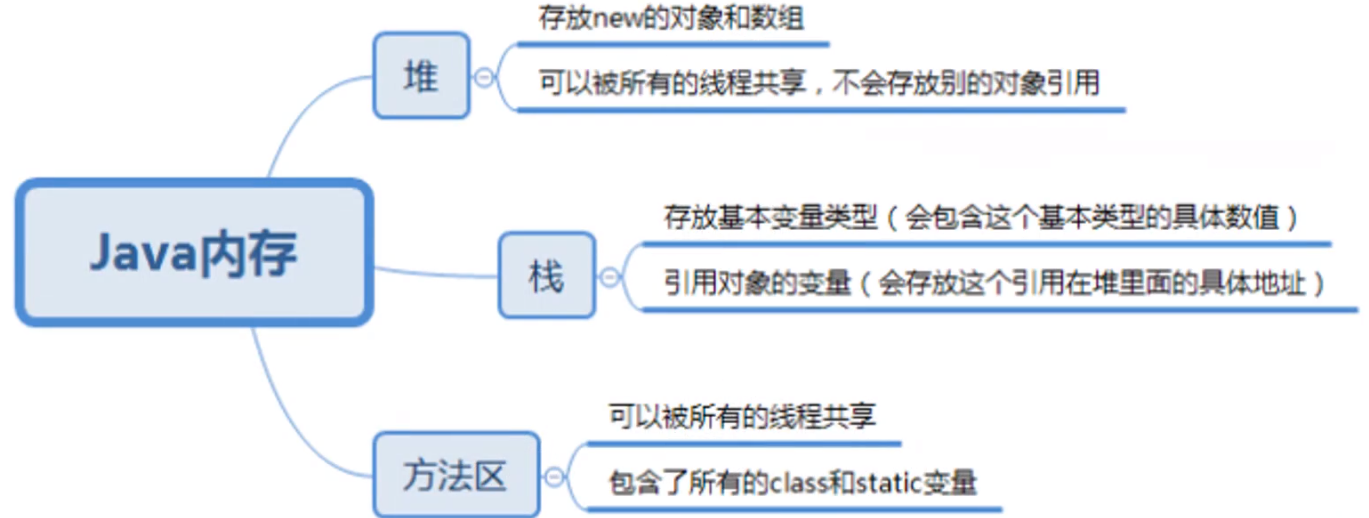 堆
存放new的对象和数组
可以被所有的线程共享，不会存放别的对象引用
Java内存
栈
存放基本变量类型（会包含这个基本类型的具体数值）
引用对象的变量（会存放这个引用在堆里面的具体地址）
方法区
可以被所有的线程共享
包含了所有的class和static变量